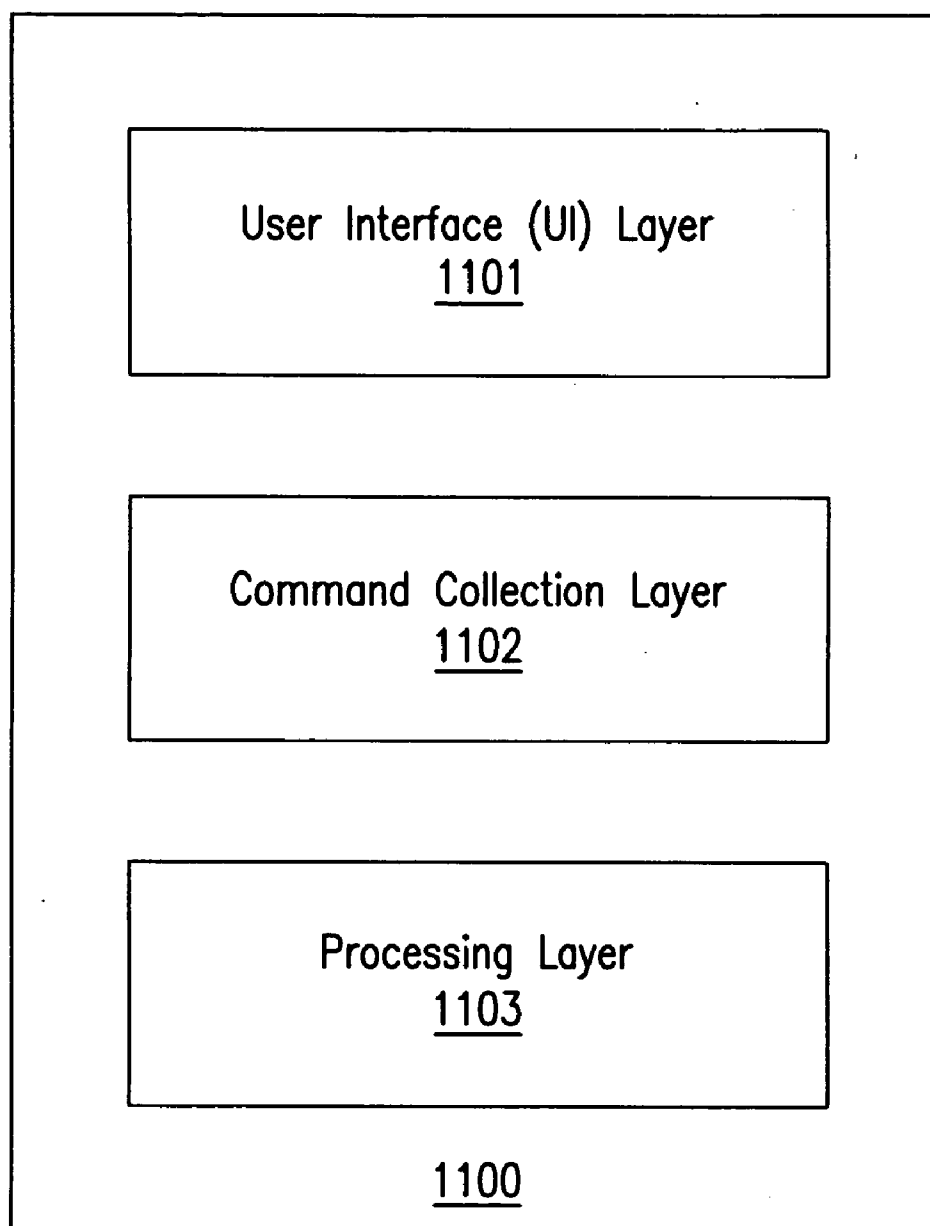 User Interface (UI) Layer
1101
Command Collection Layer
1102
Processing Layer
1103
1100